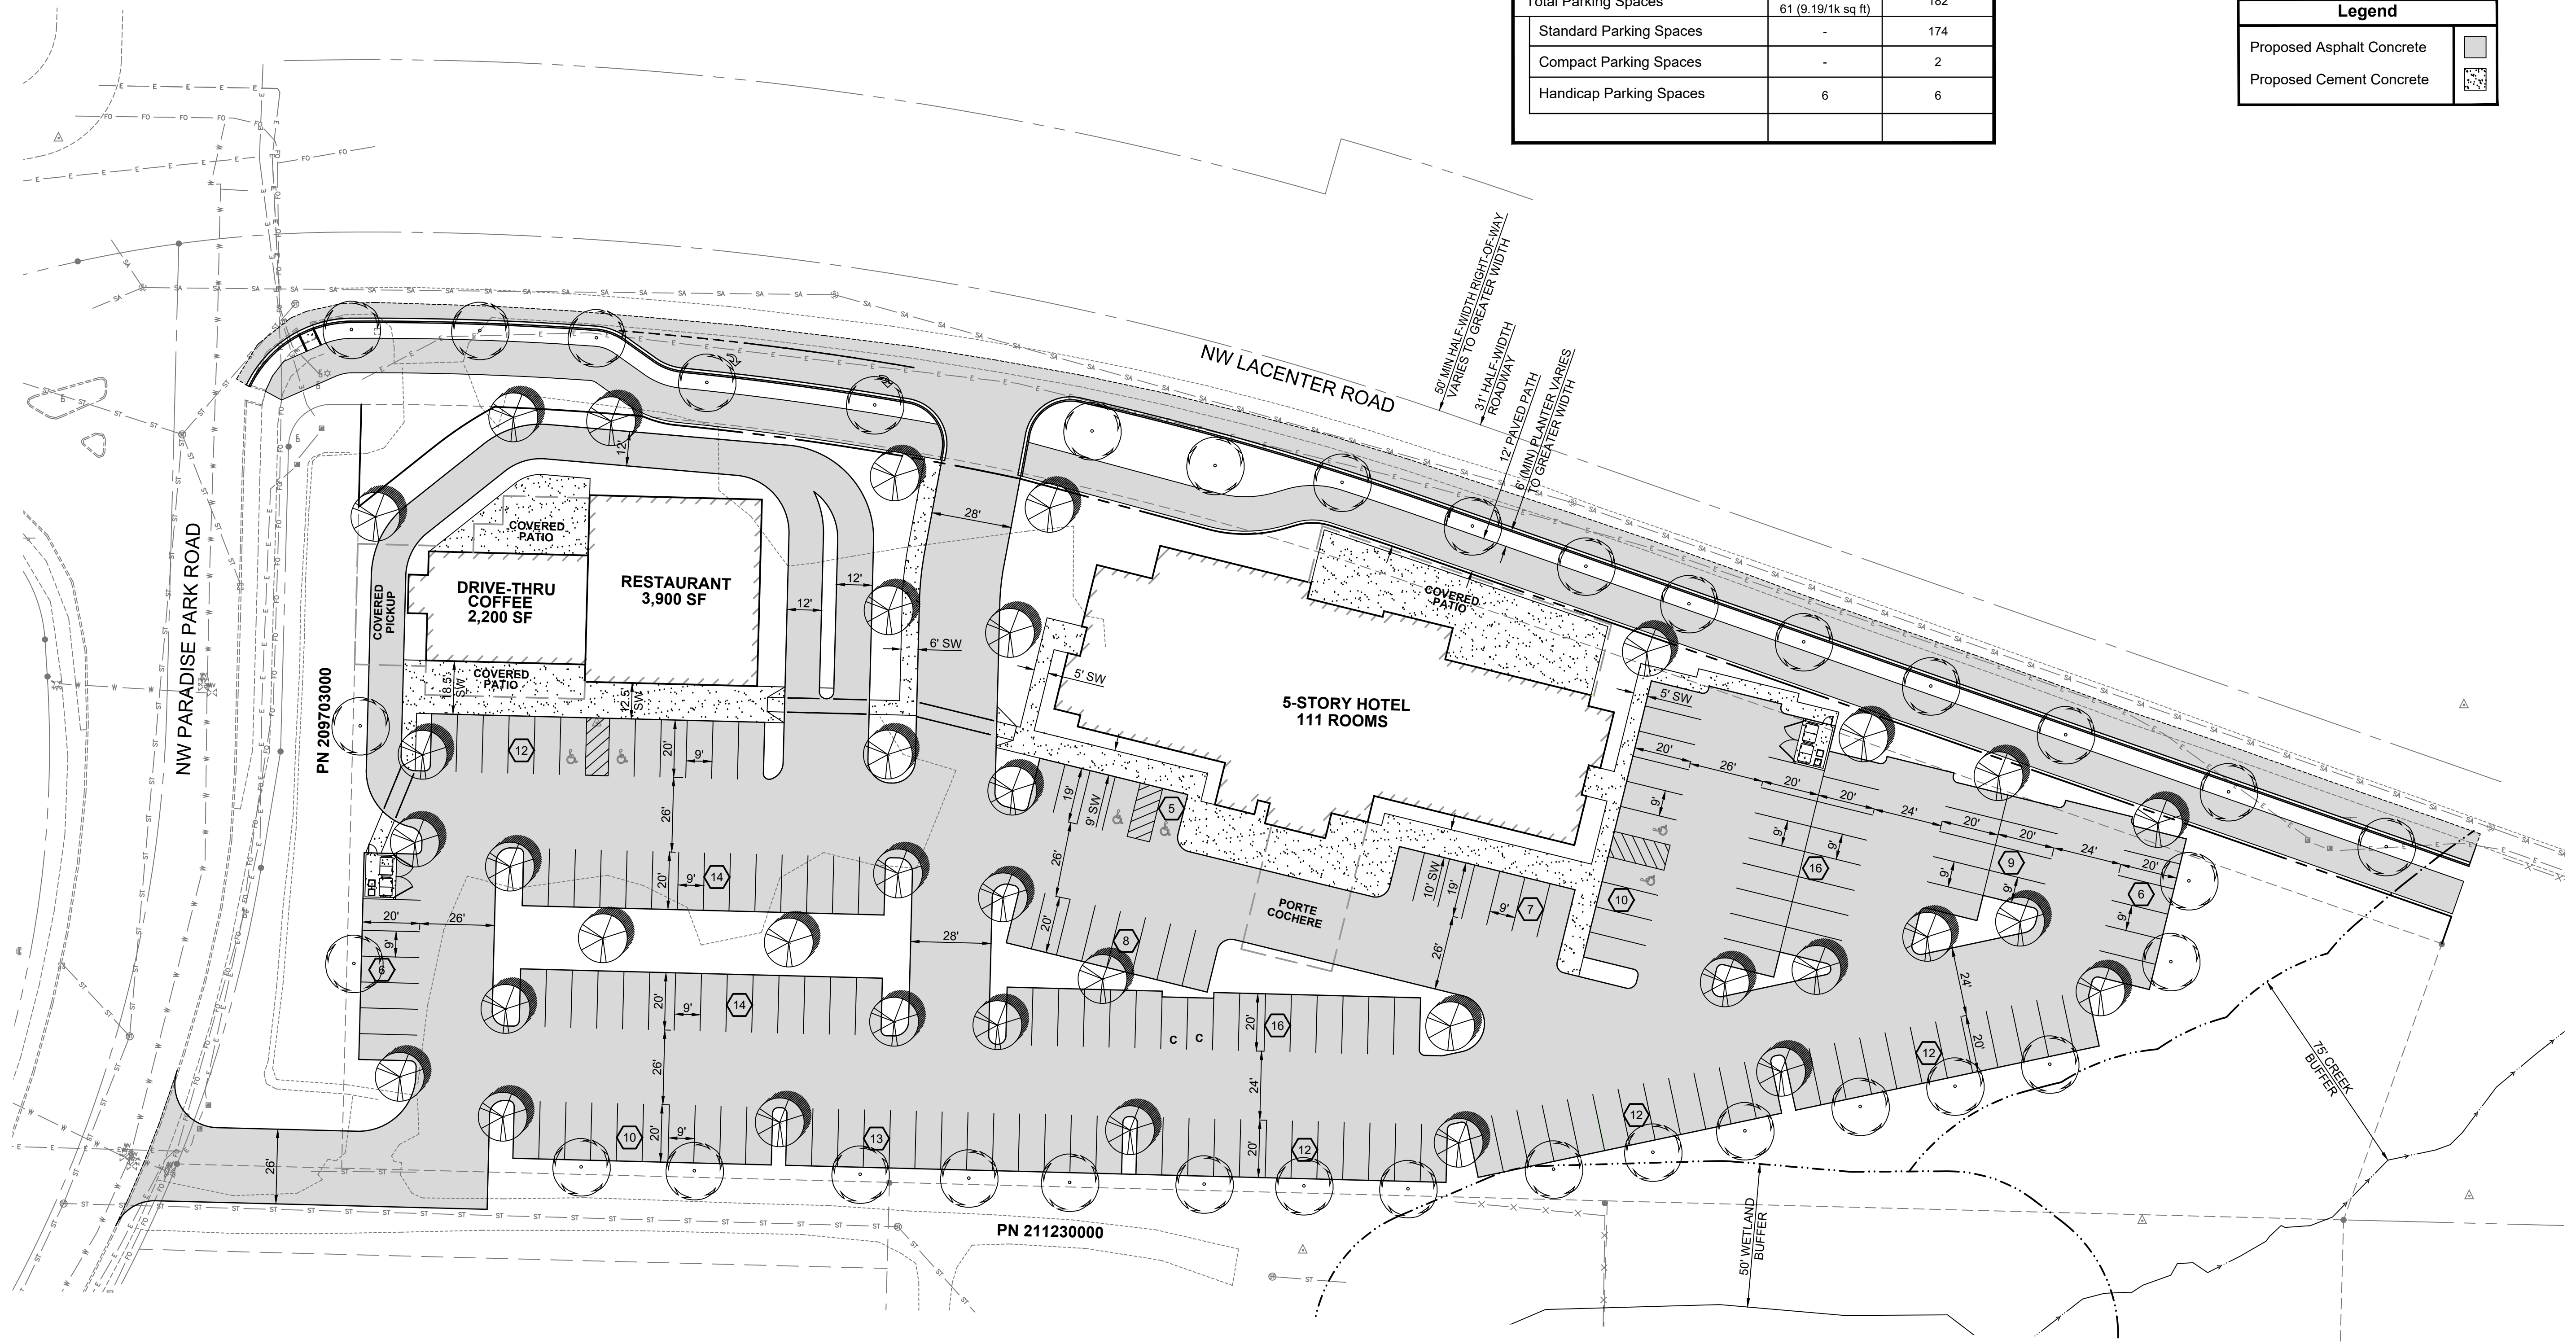 Total Parking Spaces
61 (9.19/1k sq ft)
182
Standard Parking Spaces
-
174
Compact Parking Spaces
-
2
Handicap Parking Spaces
6
6
Legend
Proposed Asphalt Concrete
Proposed Cement Concrete
NW LACENTER ROAD
50' MIN HALF-WIDTH RIGHT-OF-WAY
VARIES TO GREATER WIDTH
31' HALF-WIDTH
ROADWAY
12' PAVED PATH
6' (MIN) PLANTER VARIES
TO GREATER WIDTH
NW PARADISE PARK ROAD
PN 209703000
COVERED
PICKUP
COVERED
PATIO
DRIVE-THRU
COFFEE
2,200 SF
RESTAURANT
3,900 SF
COVERED
PATIO
18.5'
SW
12.5'
SW
12'
12'
12'
28'
6' SW
5' SW
COVERED
PATIO
5-STORY HOTEL
111 ROOMS
5' SW
12
20'
9'
26'
14
20'
9'
20'
26'
9'
6
28'
14
20'
9'
26'
10
20'
9'
13
26'
19'
9' SW
5
26'
20'
8
PORTE
COCHERE
10' SW
19'
9'
7
26'
10
20'
26'
20'
20'
24'
20'
20'
24'
20'
9'
9'
9'
16
9'
9'
9
9'
6
C
C
20'
16
24'
20'
12
12
12
24'
20'
75' CREEK
BUFFER
50' WETLAND
BUFFER
PN 211230000